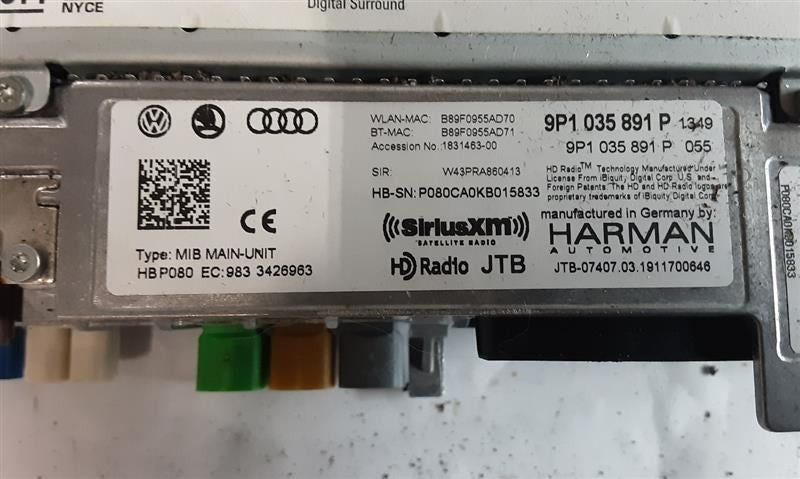 NYCE
Digital Surround
WLAN-MAC: B89F0955AD70
BT-MAC: B89F0955AD71
Accession No.: 1831463-00
9P1 035 891 P 1349
9P1 035 891 P 055
SIR: W43PRA860413
HB-SN: P080CA0KB015833
HD Radio™ Technology Manufactured Under
License From iBiquity Digital Corp. U.S. and
Foreign Patents. The HD and HD-Radio logos are
proprietary trademarks of iBiquity Digital Corp.
CE
((SiriusXM))
SATELLITE RADIO
manufactured in Germany by:
HARMAN
AUTOMOTIVE
Type: MIB MAIN-UNIT
HB P080 EC: 983 3426963
HD Radio JTB
JTB-07407.03.1911700646
P080CA0KB015833